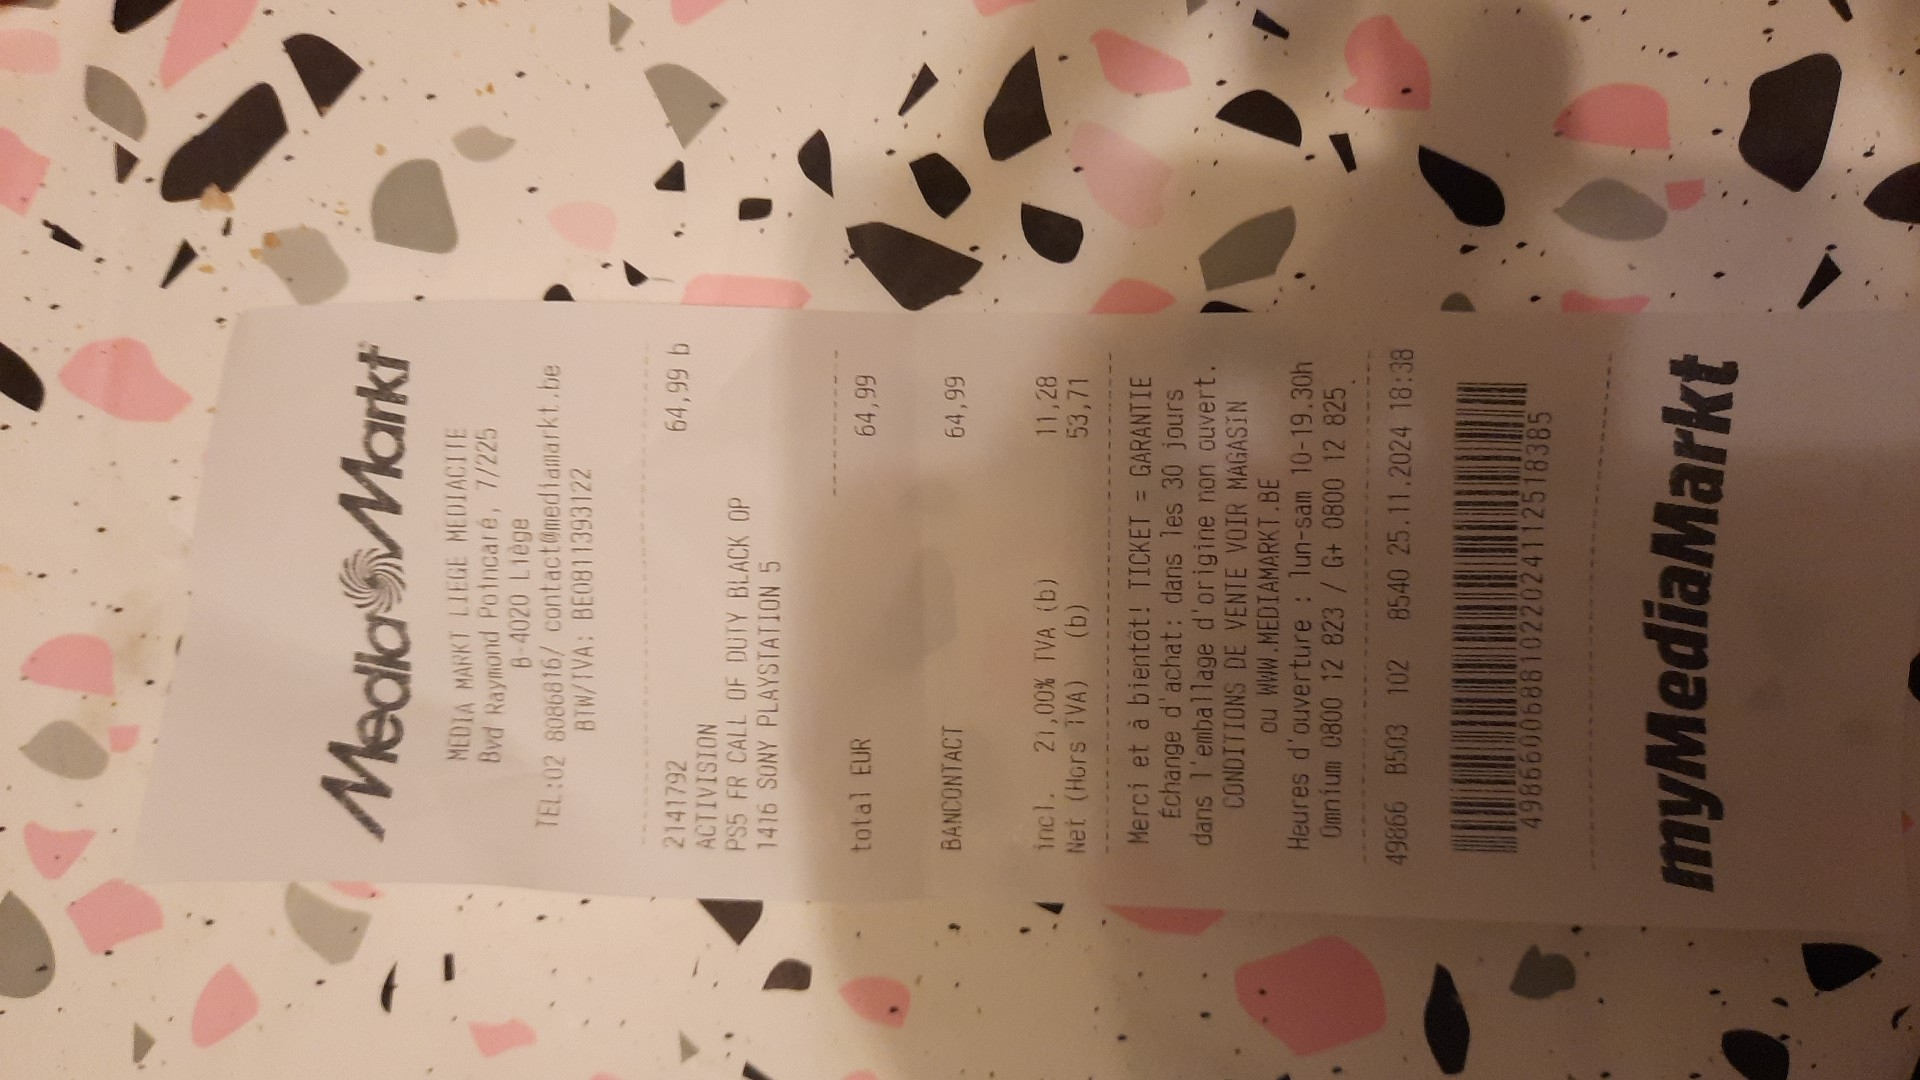 MediaMarkt
MEDIA MARKT LIEGE MEDIACITE
Bvd Raymond Poincaré, 7/225
B-4020 Liège
TEL:02 8086816/ contact@mediamarkt.be
BTW/TVA: BE0811393122
2141792 64,99 b
ACTIVISION
PS5 FR CALL OF DUTY BLACK OP
1416 SONY PLAYSTATION 5
total EUR 64,99
BANCONTACT 64,99
incl. 21,00% TVA (b) 11,28
Net (Hors TVA) (b) 53,71
Merci et à bientôt! TICKET = GARANTIE
Échange d'achat: dans les 30 jours
dans l'emballage d'origine non ouvert.
CONDITIONS DE VENTE VOIR MAGASIN
ou WWW.MEDIAMARKT.BE
Heures d'ouverture : lun-sam 10-19.30h
Omnium 0800 12 823 / G+ 0800 12 825
49866 B503 102 8540 25.11.2024 18:38
4986600688102202411251838​5
myMediaMarkt